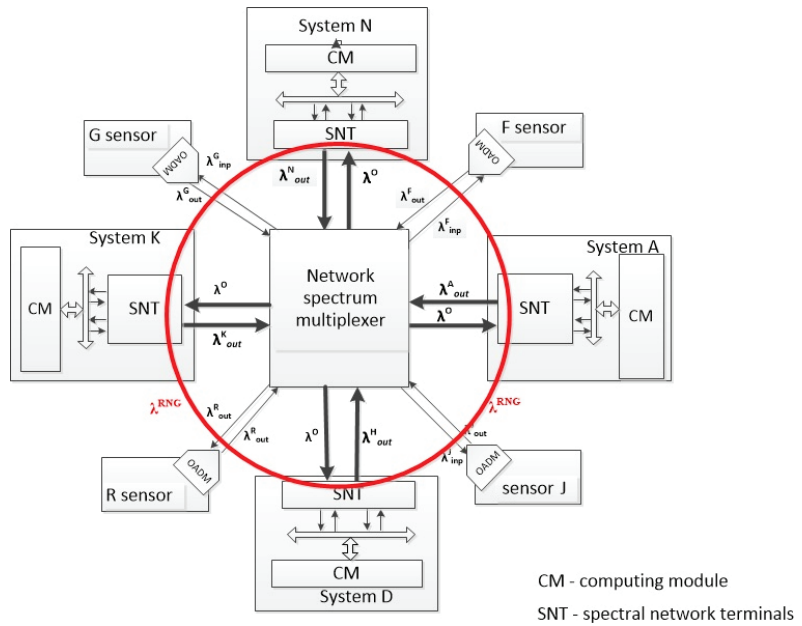 System N
CM
SNT
G sensor
OADM
λ^G_inp
λ^G_out
λ^N_out
λ^O
F sensor
OADM
λ^F_out
λ^F_inp
System K
CM
SNT
λ^O
λ^K_out
Network
spectrum
multiplexer
System A
λ^A_out
λ^O
SNT
CM
λ^RNG
λ^RNG
λ^R_out
λ^R_out
R sensor
OADM
λ^O
λ^H_out
out
λ^J_inp
OADM
sensor J
SNT
CM
System D
CM - computing module
SNT - spectral network terminals